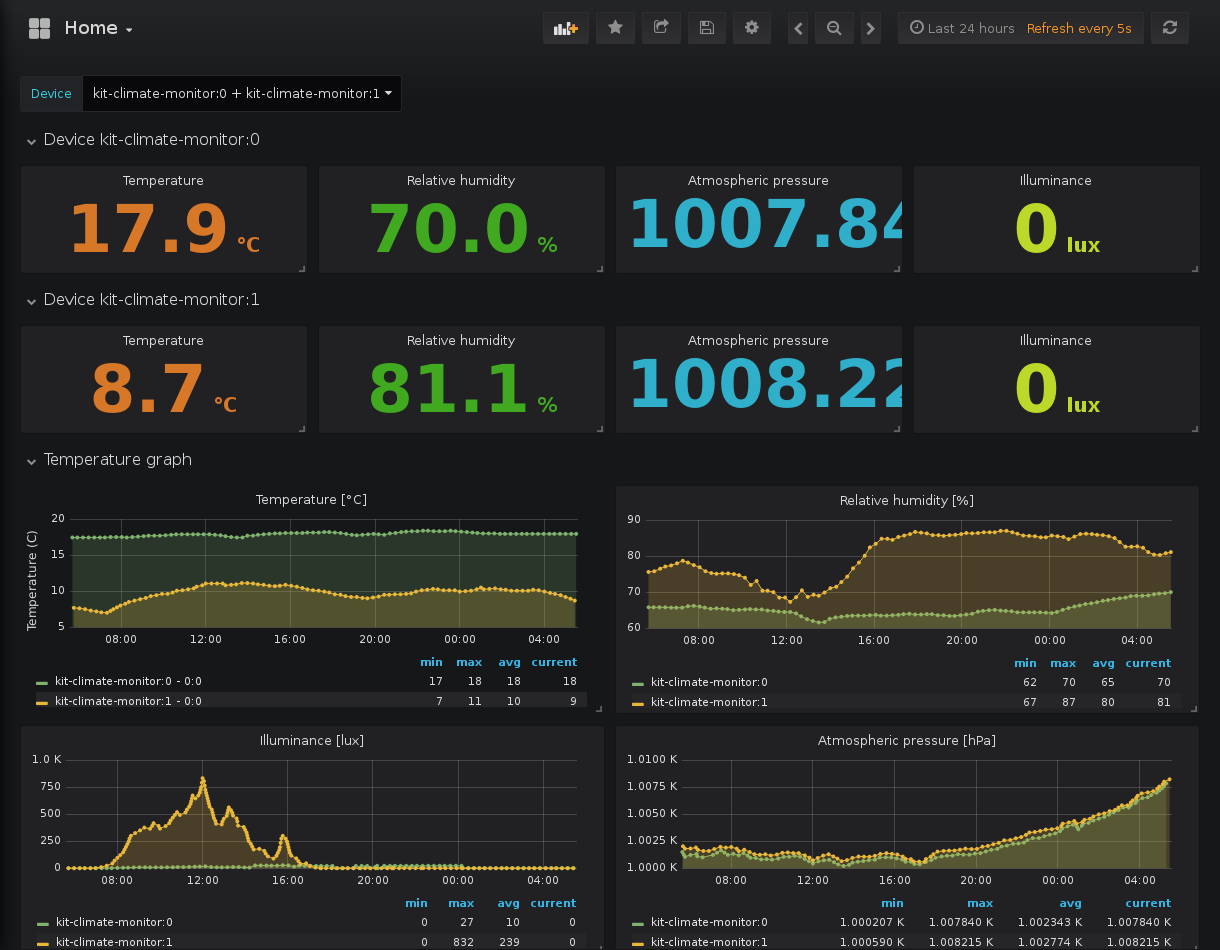 Home
Last 24 hours Refresh every 5s
Device kit-climate-monitor:0 + kit-climate-monitor:1
Device kit-climate-monitor:0
Temperature Relative humidity Atmospheric pressure Illuminance
17.9 °C 70.0 % 1007.84 0 lux
Device kit-climate-monitor:1
Temperature Relative humidity Atmospheric pressure Illuminance
8.7 °C 81.1 % 1008.22 0 lux
Temperature graph
Temperature [°C]
Temperature (C)
20
15
10
5
08:00 12:00 16:00 20:00 00:00 04:00
min max avg current
kit-climate-monitor:0 - 0:0 17 18 18 18
kit-climate-monitor:1 - 0:0 7 11 10 9
Relative humidity [%]
90
80
70
60
08:00 12:00 16:00 20:00 00:00 04:00
min max avg current
kit-climate-monitor:0 62 70 65 70
kit-climate-monitor:1 67 87 80 81
Illuminance [lux]
1.0 K
750
500
250
0
08:00 12:00 16:00 20:00 00:00 04:00
min max avg current
kit-climate-monitor:0 0 27 10 0
kit-climate-monitor:1 0 832 239 0
Atmospheric pressure [hPa]
1.0100 K
1.0075 K
1.0050 K
1.0025 K
1.0000 K
08:00 12:00 16:00 20:00 00:00 04:00
min max avg current
kit-climate-monitor:0 1.000207 K 1.007840 K 1.002343 K 1.007840 K
kit-climate-monitor:1 1.000590 K 1.008215 K 1.002774 K 1.008215 K